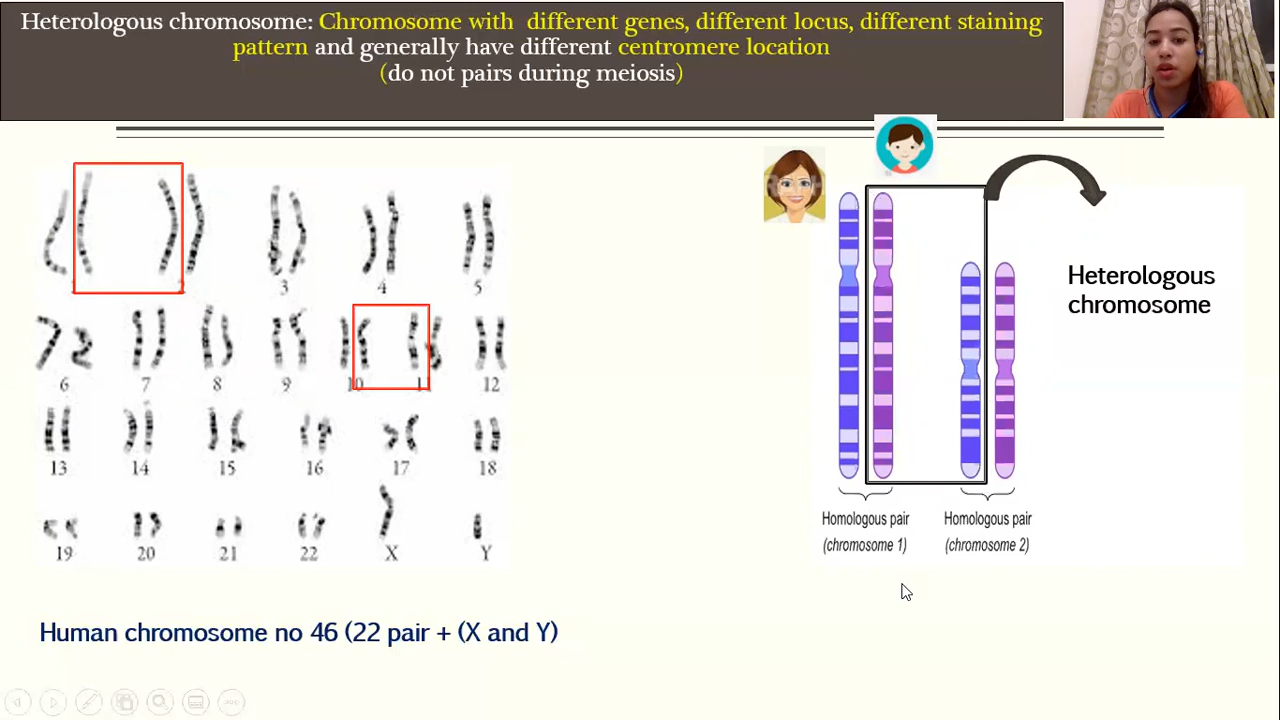 Heterologous chromosome: Chromosome with different genes, different locus, different staining
pattern and generally have different centromere location
(do not pairs during meiosis)
1
2
3
4
5
6
7
8
9
10
11
12
13
14
15
16
17
18
19
20
21
22
X
Y
Human chromosome no 46 (22 pair + (X and Y)
Heterologous
chromosome
Homologous pair
(chromosome 1)
Homologous pair
(chromosome 2)